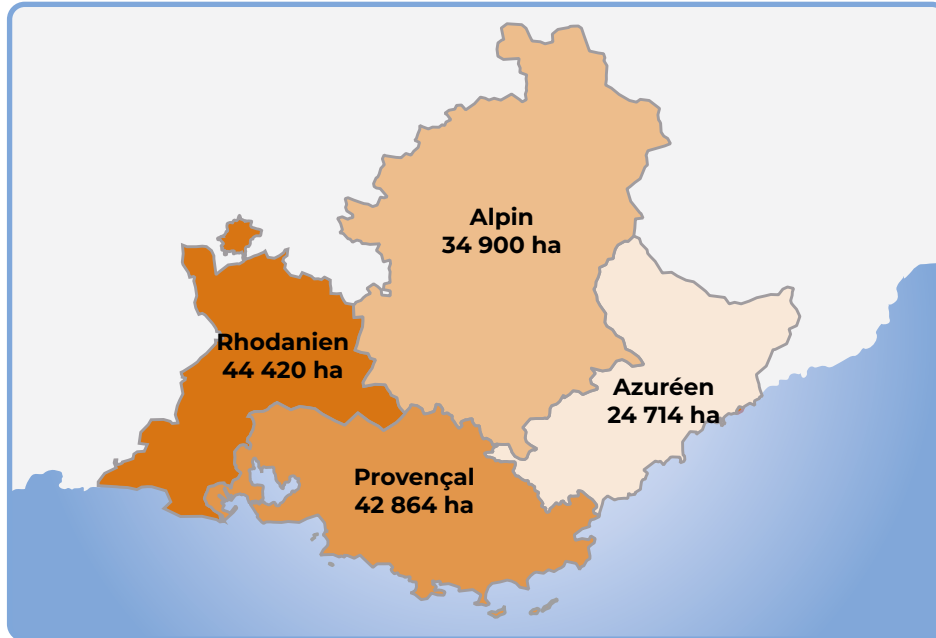 Alpin
34 900 ha
Rhodanien
44 420 ha
Azuréen
24 714 ha
Provençal
42 864 ha